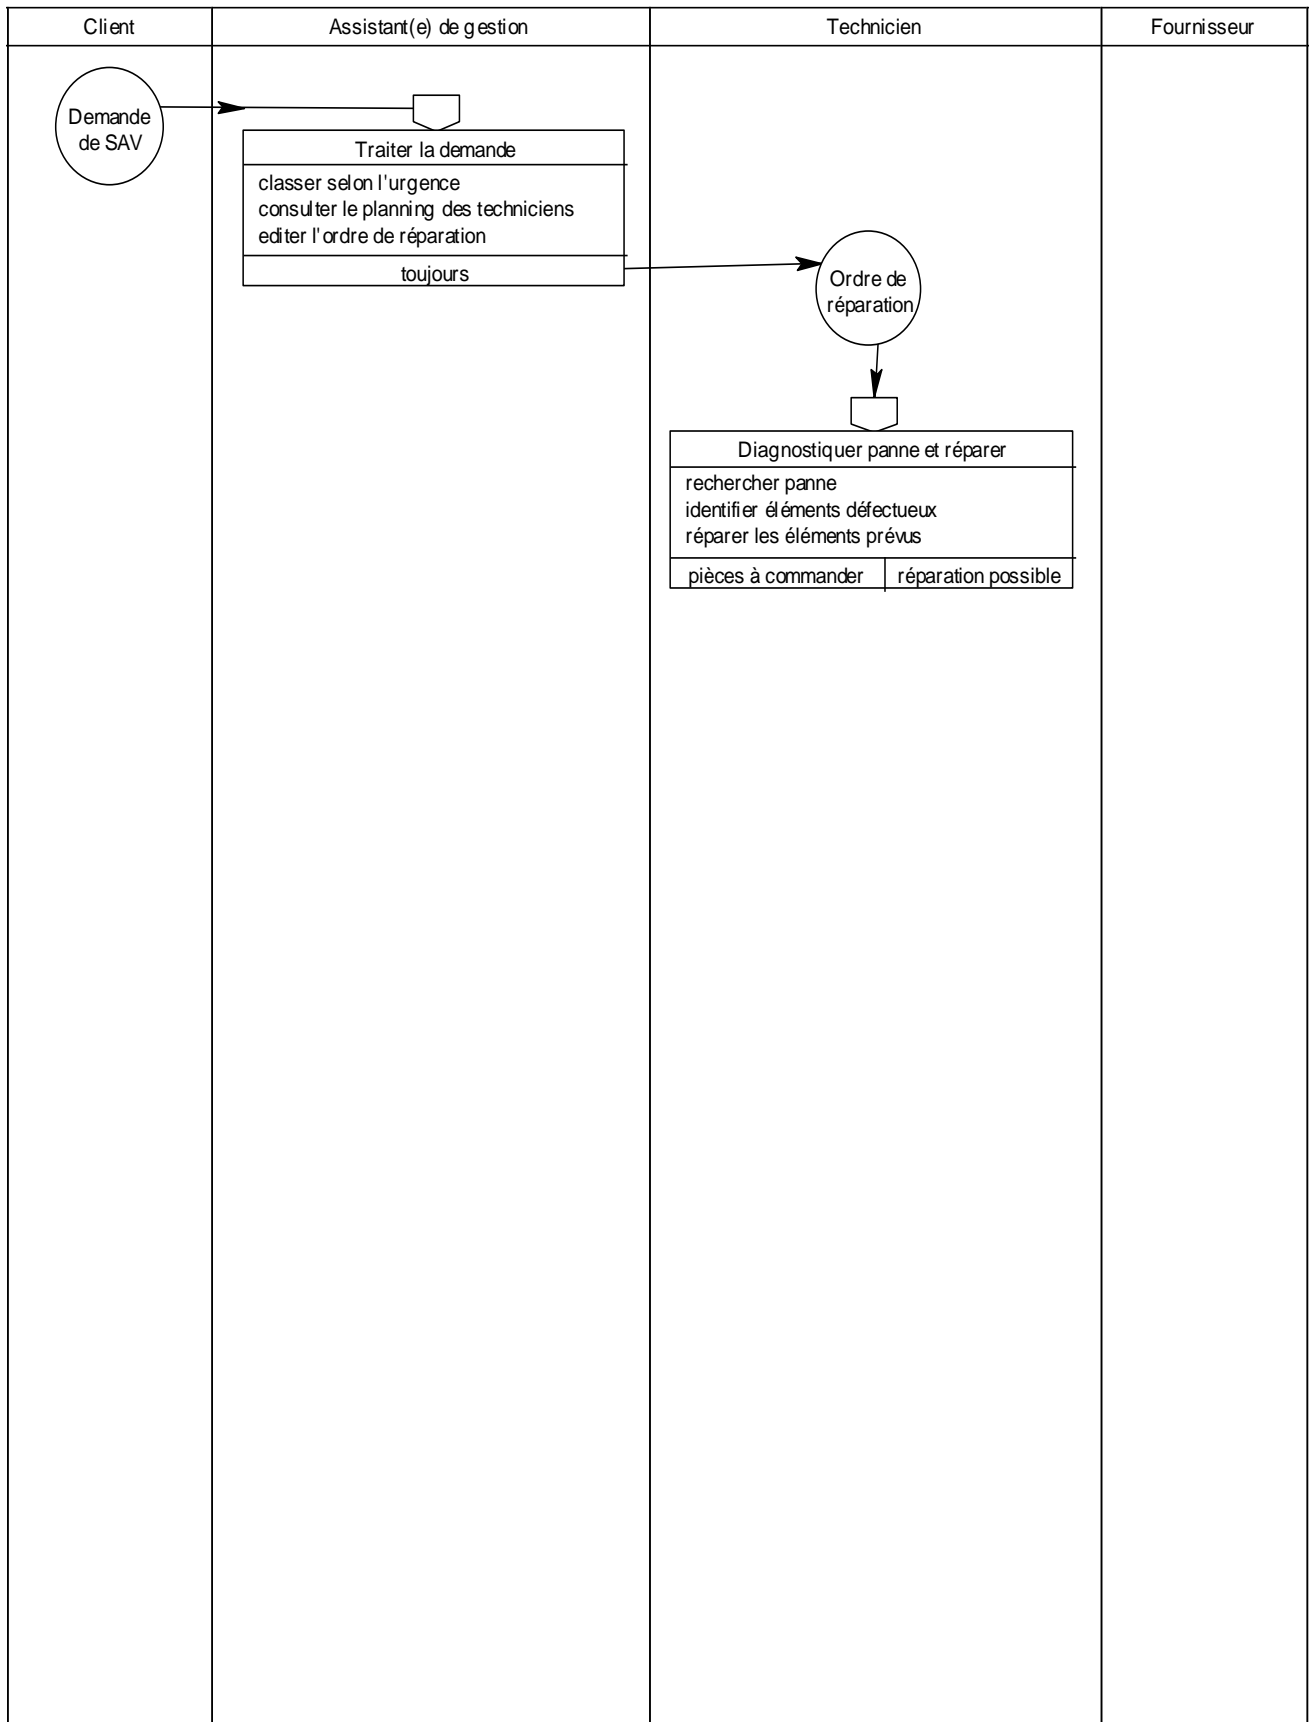 Client
Assistant(e) de gestion
Technicien
Fournisseur
Demande
de SAV
Traiter la demande
classer selon l'urgence
consulter le planning des techniciens
editer l'ordre de réparation
toujours
Ordre de
réparation
Diagnostiquer panne et réparer
rechercher panne
identifier éléments défectueux
réparer les éléments prévus
pièces à commander
réparation possible